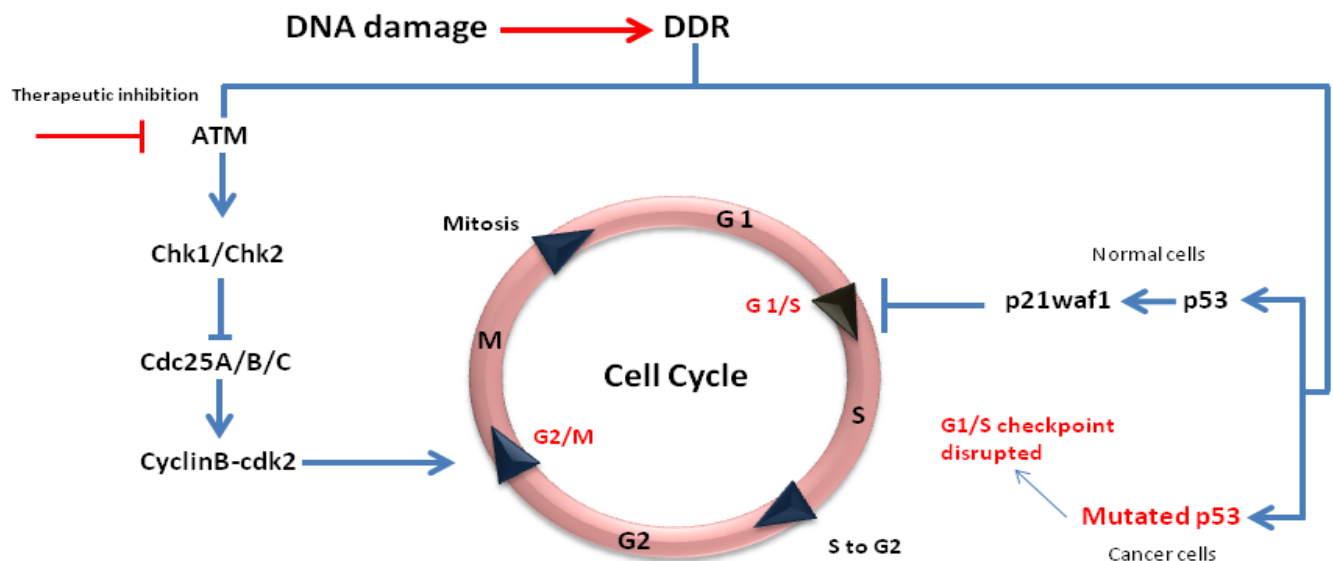 DNA damage
DDR
Therapeutic inhibition
ATM
Chk1/Chk2
Cdc25A/B/C
CyclinB-cdk2
Mitosis
G 1
G 1/S
M
Cell Cycle
S
G2/M
G2
S to G2
Normal cells
p21waf1
p53
G1/S checkpoint
disrupted
Mutated p53
Cancer cells